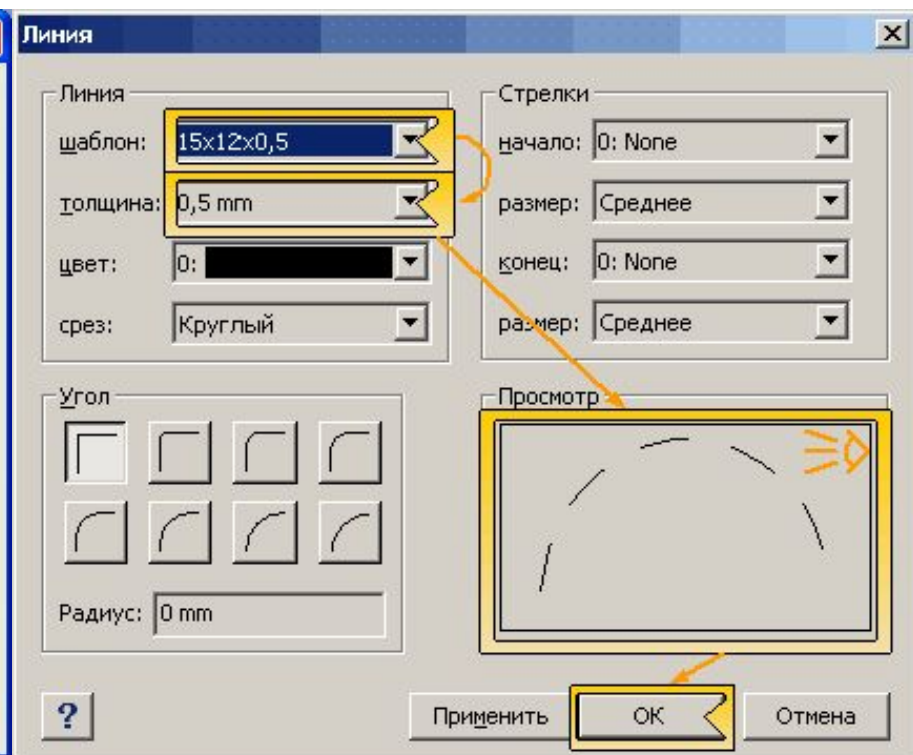 Линия
Линия
шаблон: 15x12x0,5
толщина: 0,5 mm
цвет: 0:
срез: Круглый
Стрелки
начало: 0: None
размер: Среднее
конец: 0: None
размер: Среднее
Угол
Радиус: 0 mm
Просмотр
?
Применить
ОК
Отмена